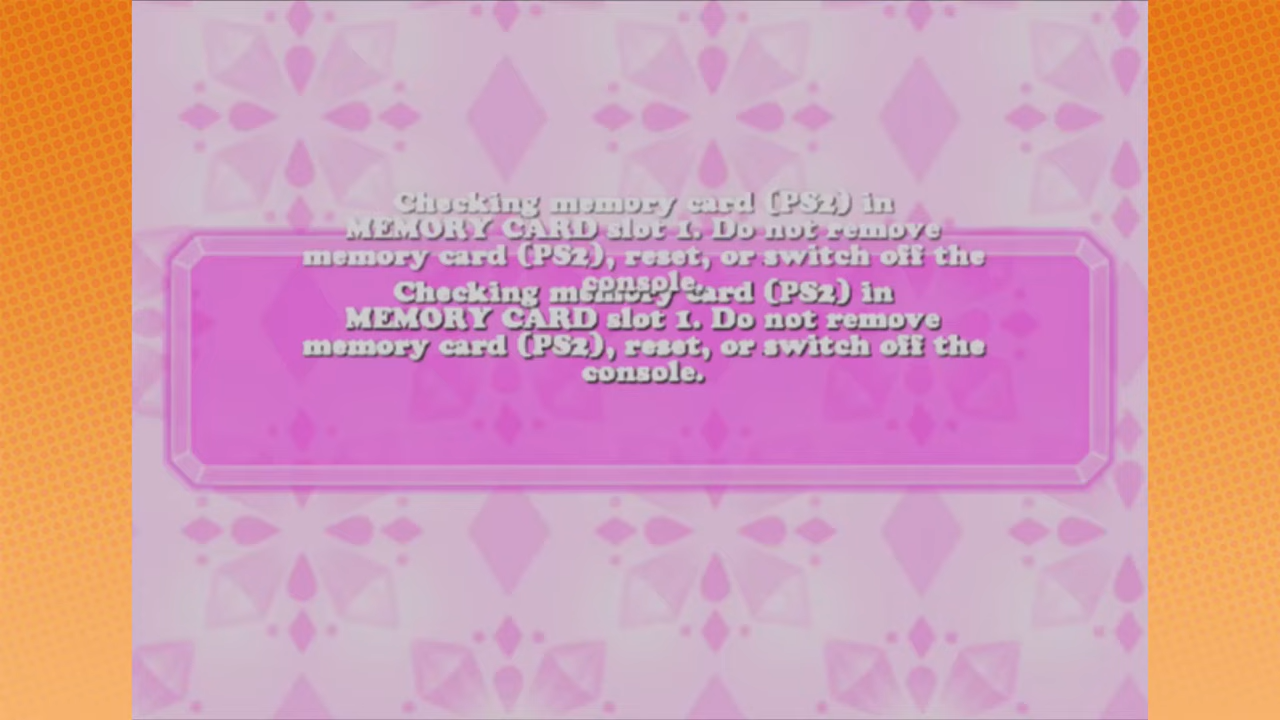 Checking memory card (PS2) in
MEMORY CARD slot 1. Do not remove
memory card (PS2), reset, or switch off the
console.
Checking memory card (PS2) in
MEMORY CARD slot 1. Do not remove
memory card (PS2), reset, or switch off the
console.